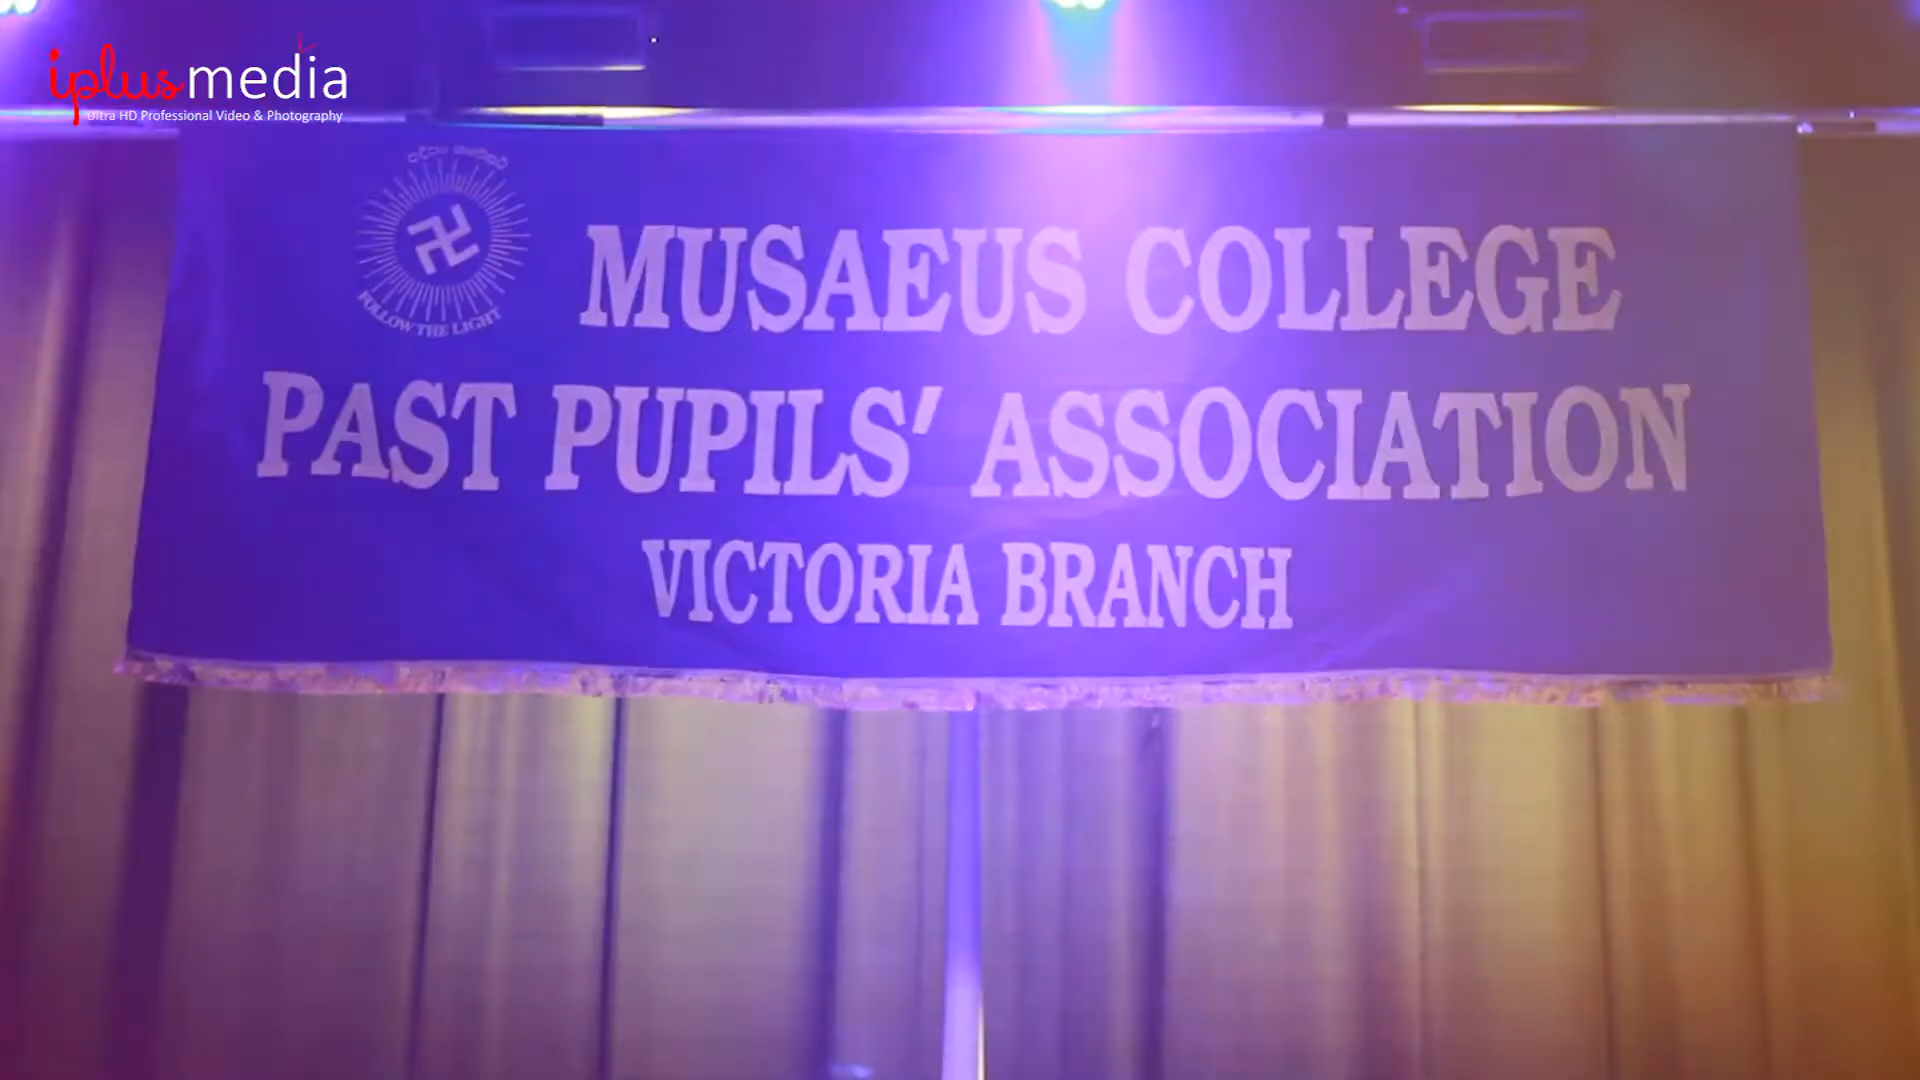 iplusmedia
Ultra HD Professional Video & Photography
MUSAEUS COLLEGE
FOLLOW THE LIGHT
PAST PUPILS' ASSOCIATION
VICTORIA BRANCH